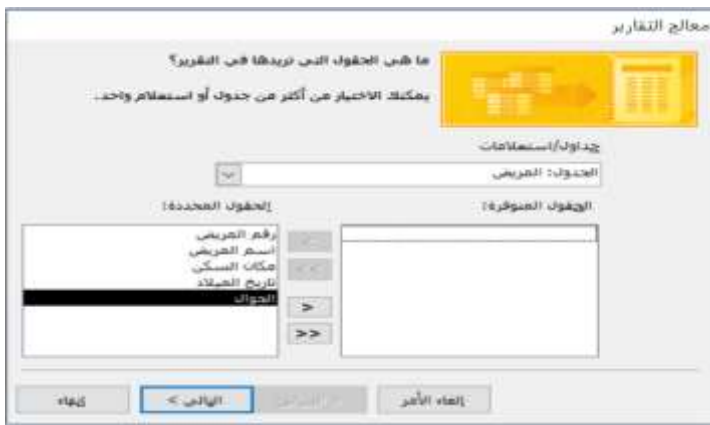 معالج التقارير
ما هي الحقول التي تريدها في التقرير؟
يمكنك الاختيار من أكثر من جدول أو استعلام واحد.
جداول/استعلامات
الجدول: المريض
الحقول المتوفرة:
الحقول المحددة:
رقم المريض
اسم المريض
مكان السكن
تاريخ الميلاد
الجوال
>
>>
<
<<
إلغاء الأمر
التالي >
إنهاء